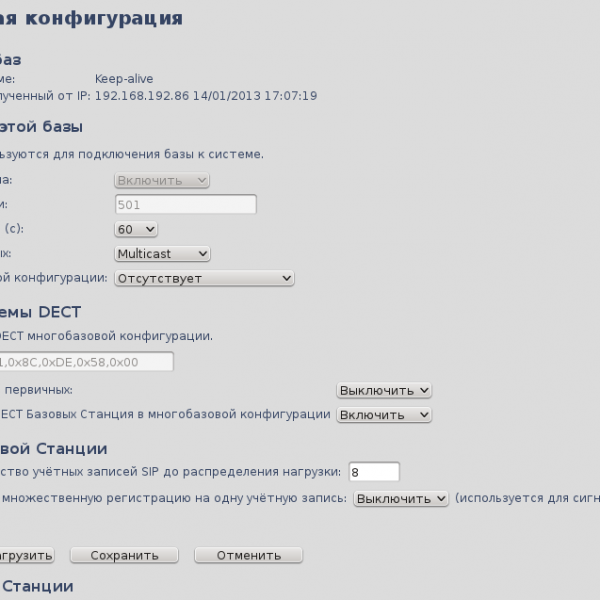 ая конфигурация
баз
ме: Keep-alive
лученный от IP: 192.168.192.86 14/01/2013 17:07:19
этой базы
ьзуются для подключения базы к системе.
ма: Включить
и: 501
(с): 60
ых: Multicast
ой конфигурации: Отсутствует
емы DECT
DECT многобазовой конфигурации.
1,0x8C,0xDE,0x58,0x00
первичных: Выключить
ECT Базовых Станция в многобазовой конфигурации Включить
вой Станции
ство учётных записей SIP до распределения нагрузки: 8
множественную регистрацию на одну учётную запись: Выключить (используется для сигн
агрузить Сохранить Отменить
Станции